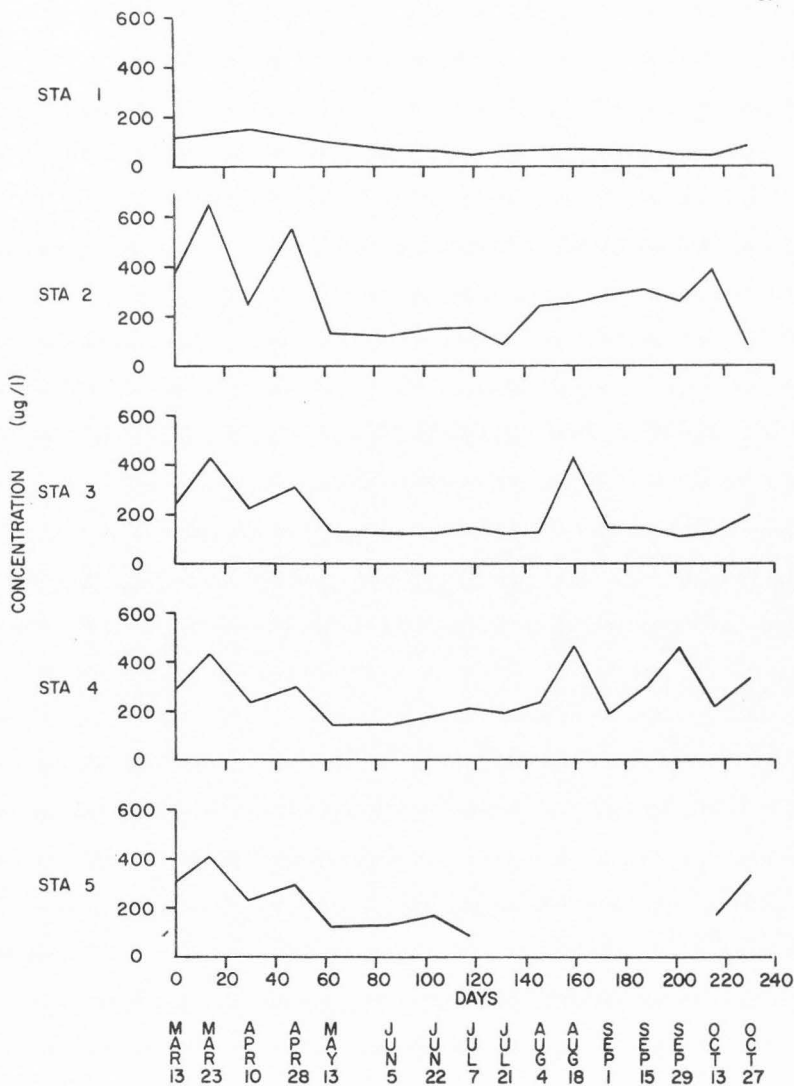 600
400
STA 1
200
0
600
400
STA 2
200
0
CONCENTRATION (ug/l)
600
400
STA 3
200
0
600
400
STA 4
200
0
600
400
STA 5
200
0
0 20 40 60 80 100 120 140 160 180 200 220 240
DAYS
MAR 13
MAR 23
APR 10
APR 28
MAY 13
JUN 5
JUN 22
JUL 7
JUL 21
AUG 4
AUG 18
SEP 1
SEP 15
SEP 29
OCT 13
OCT 27